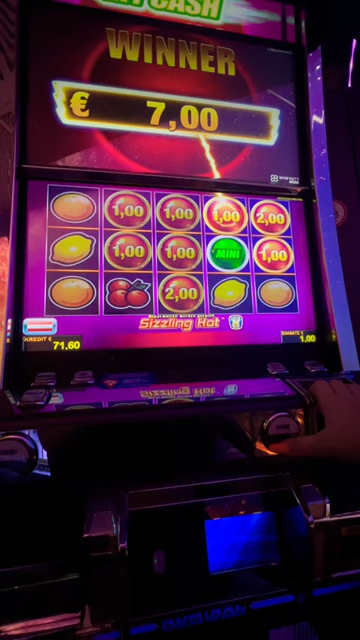 CASH
WINNER
€ 7,00
1,00 1,00 1,00 2,00
1,00 1,00 MINI 1,00
2,00
Sizzling Hot
KREDIT €
71,60
EINSATZ €
1,00